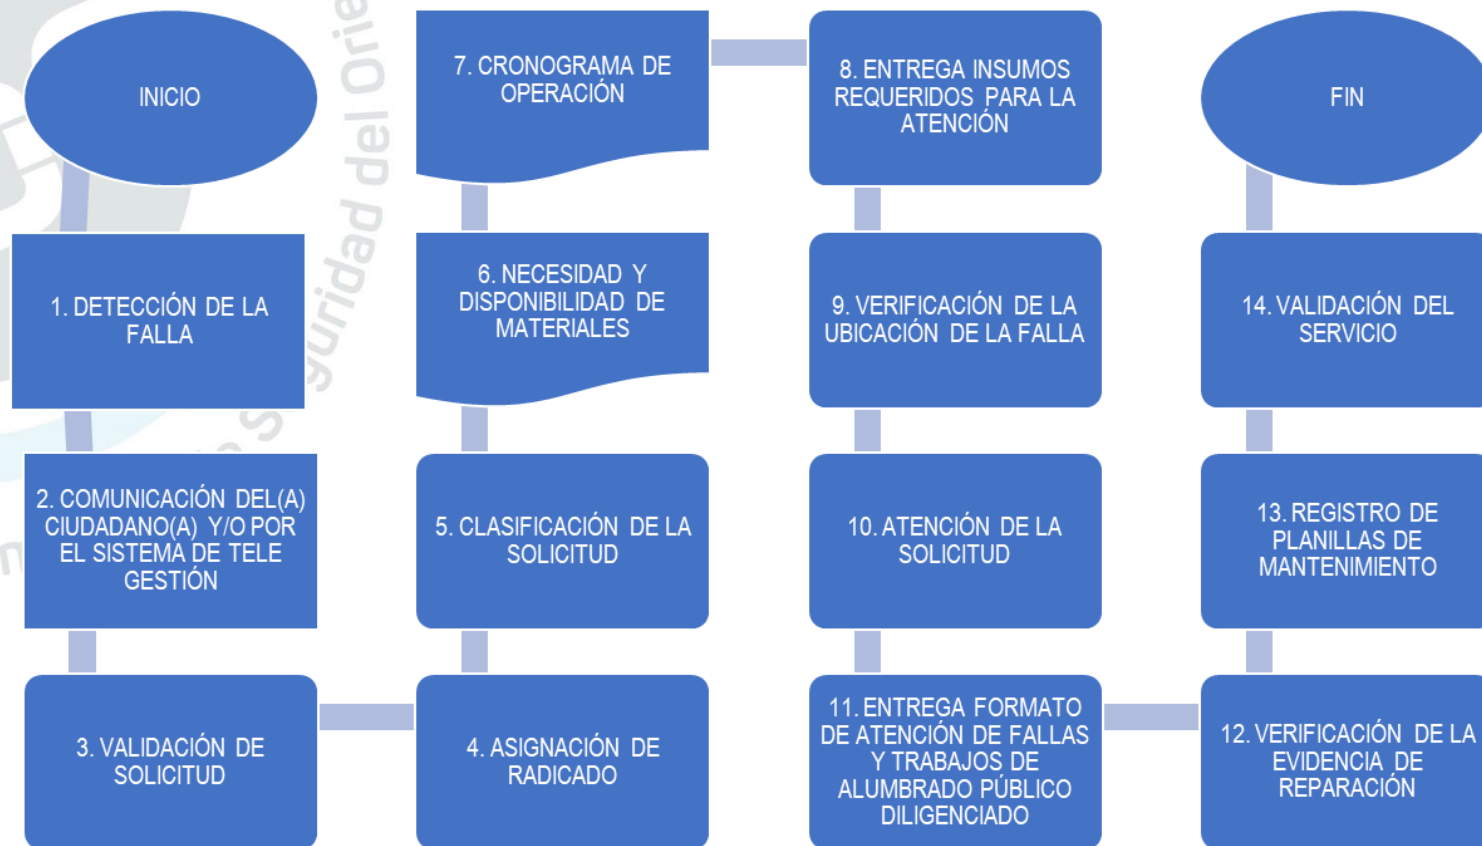 INICIO
1. DETECCIÓN DE LA
FALLA
2. COMUNICACIÓN DEL(A)
CIUDADANO(A) Y/O POR
EL SISTEMA DE TELE
GESTIÓN
3. VALIDACIÓN DE
SOLICITUD
4. ASIGNACIÓN DE
RADICADO
5. CLASIFICACIÓN DE LA
SOLICITUD
6. NECESIDAD Y
DISPONIBILIDAD DE
MATERIALES
7. CRONOGRAMA DE
OPERACIÓN
8. ENTREGA INSUMOS
REQUERIDOS PARA LA
ATENCIÓN
9. VERIFICACIÓN DE LA
UBICACIÓN DE LA FALLA
10. ATENCIÓN DE LA
SOLICITUD
11. ENTREGA FORMATO
DE ATENCIÓN DE FALLAS
Y TRABAJOS DE
ALUMBRADO PÚBLICO
DILIGENCIADO
12. VERIFICACIÓN DE LA
EVIDENCIA DE
REPARACIÓN
13. REGISTRO DE
PLANILLAS DE
MANTENIMIENTO
14. VALIDACIÓN DEL
SERVICIO
FIN
del